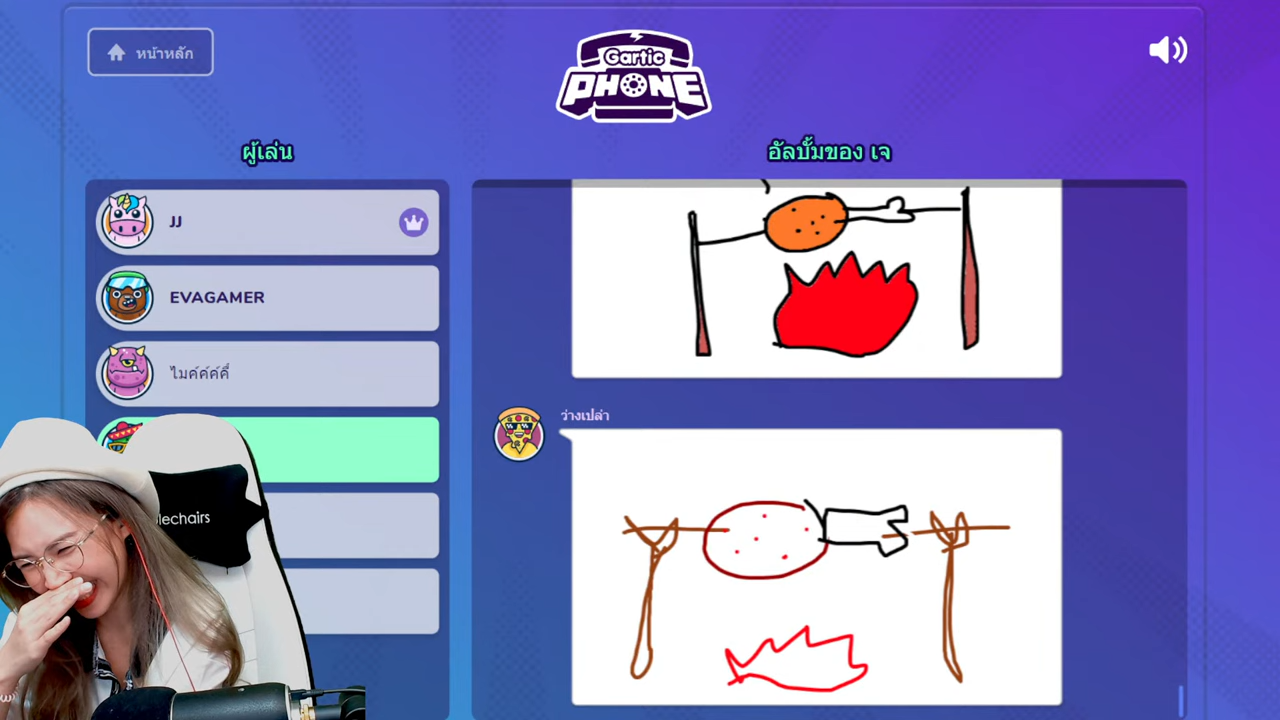 หน้าหลัก
Gartic
PHONE
ผู้เล่น
อัลบั้มของ เจ
JJ
EVAGAMER
ไมค์ค์ค์คี้
ว่างเปล่า
lechairs